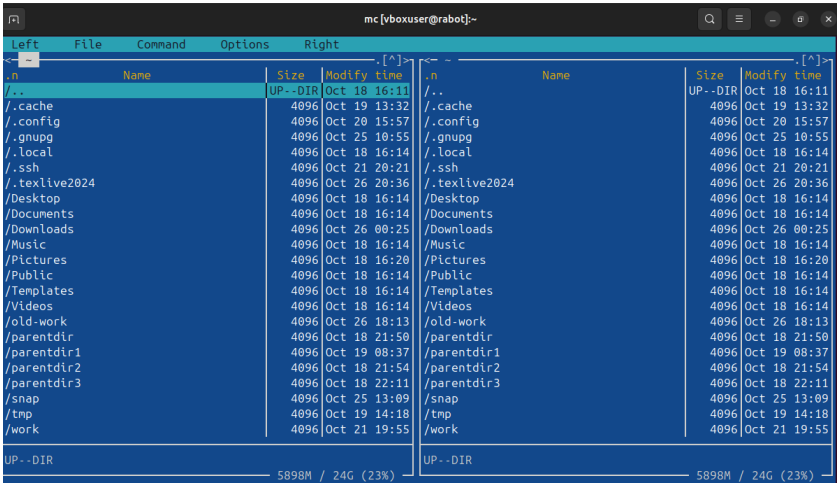 mc [vboxuser@rabot]:~
Left File Command Options Right
<- ~ .[^]> <- ~ .[^]>
.n Name Size Modify time .n Name Size Modify time
/.. UP--DIR Oct 18 16:11 /.. UP--DIR Oct 18 16:11
/.cache 4096 Oct 19 13:32 /.cache 4096 Oct 19 13:32
/.config 4096 Oct 20 15:57 /.config 4096 Oct 20 15:57
/.gnupg 4096 Oct 25 10:55 /.gnupg 4096 Oct 25 10:55
/.local 4096 Oct 18 16:14 /.local 4096 Oct 18 16:14
/.ssh 4096 Oct 21 20:21 /.ssh 4096 Oct 21 20:21
/.texlive2024 4096 Oct 26 20:36 /.texlive2024 4096 Oct 26 20:36
/Desktop 4096 Oct 18 16:14 /Desktop 4096 Oct 18 16:14
/Documents 4096 Oct 18 16:14 /Documents 4096 Oct 18 16:14
/Downloads 4096 Oct 26 00:25 /Downloads 4096 Oct 26 00:25
/Music 4096 Oct 18 16:14 /Music 4096 Oct 18 16:14
/Pictures 4096 Oct 18 16:20 /Pictures 4096 Oct 18 16:20
/Public 4096 Oct 18 16:14 /Public 4096 Oct 18 16:14
/Templates 4096 Oct 18 16:14 /Templates 4096 Oct 18 16:14
/Videos 4096 Oct 18 16:14 /Videos 4096 Oct 18 16:14
/old-work 4096 Oct 26 18:13 /old-work 4096 Oct 26 18:13
/parentdir 4096 Oct 18 21:50 /parentdir 4096 Oct 18 21:50
/parentdir1 4096 Oct 19 08:37 /parentdir1 4096 Oct 19 08:37
/parentdir2 4096 Oct 18 21:54 /parentdir2 4096 Oct 18 21:54
/parentdir3 4096 Oct 18 22:11 /parentdir3 4096 Oct 18 22:11
/snap 4096 Oct 25 13:09 /snap 4096 Oct 25 13:09
/tmp 4096 Oct 19 14:18 /tmp 4096 Oct 19 14:18
/work 4096 Oct 21 19:55 /work 4096 Oct 21 19:55
UP--DIR UP--DIR
5898M / 24G (23%) 5898M / 24G (23%)